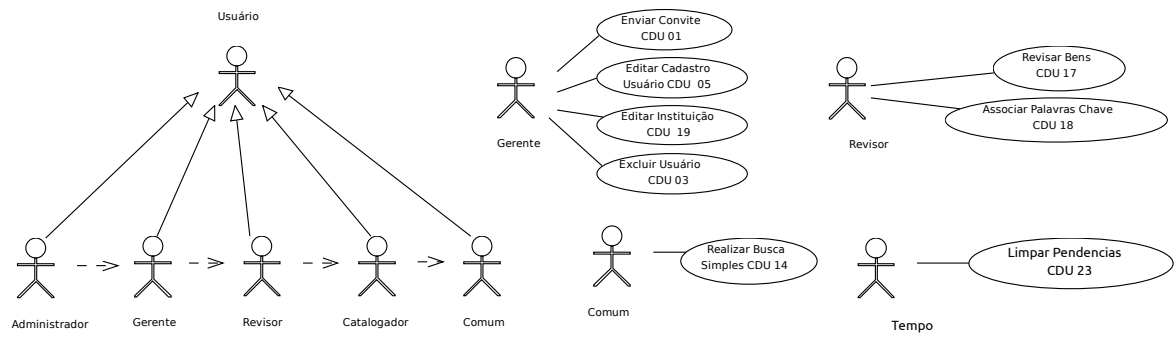 Usuário
Administrador
Gerente
Revisor
Catalogador
Comum
Gerente
Enviar Convite
CDU 01
Editar Cadastro
Usuário CDU 05
Editar Instituição
CDU 19
Excluir Usuário
CDU 03
Revisor
Revisar Bens
CDU 17
Associar Palavras Chave
CDU 18
Comum
Realizar Busca
Simples CDU 14
Tempo
Limpar Pendencias
CDU 23